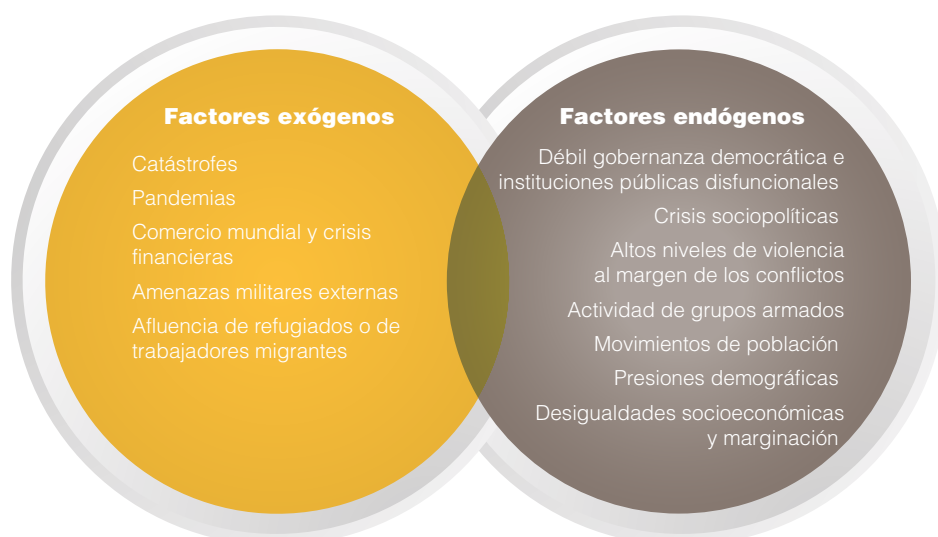 Factores exógenos
Catástrofes
Pandemias
Comercio mundial y crisis
financieras
Amenazas militares externas
Afluencia de refugiados o de
trabajadores migrantes
Factores endógenos
Débil gobernanza democrática e
instituciones públicas disfuncionales
Crisis sociopolíticas
Altos niveles de violencia
al margen de los conflictos
Actividad de grupos armados
Movimientos de población
Presiones demográficas
Desigualdades socioeconómicas
y marginación